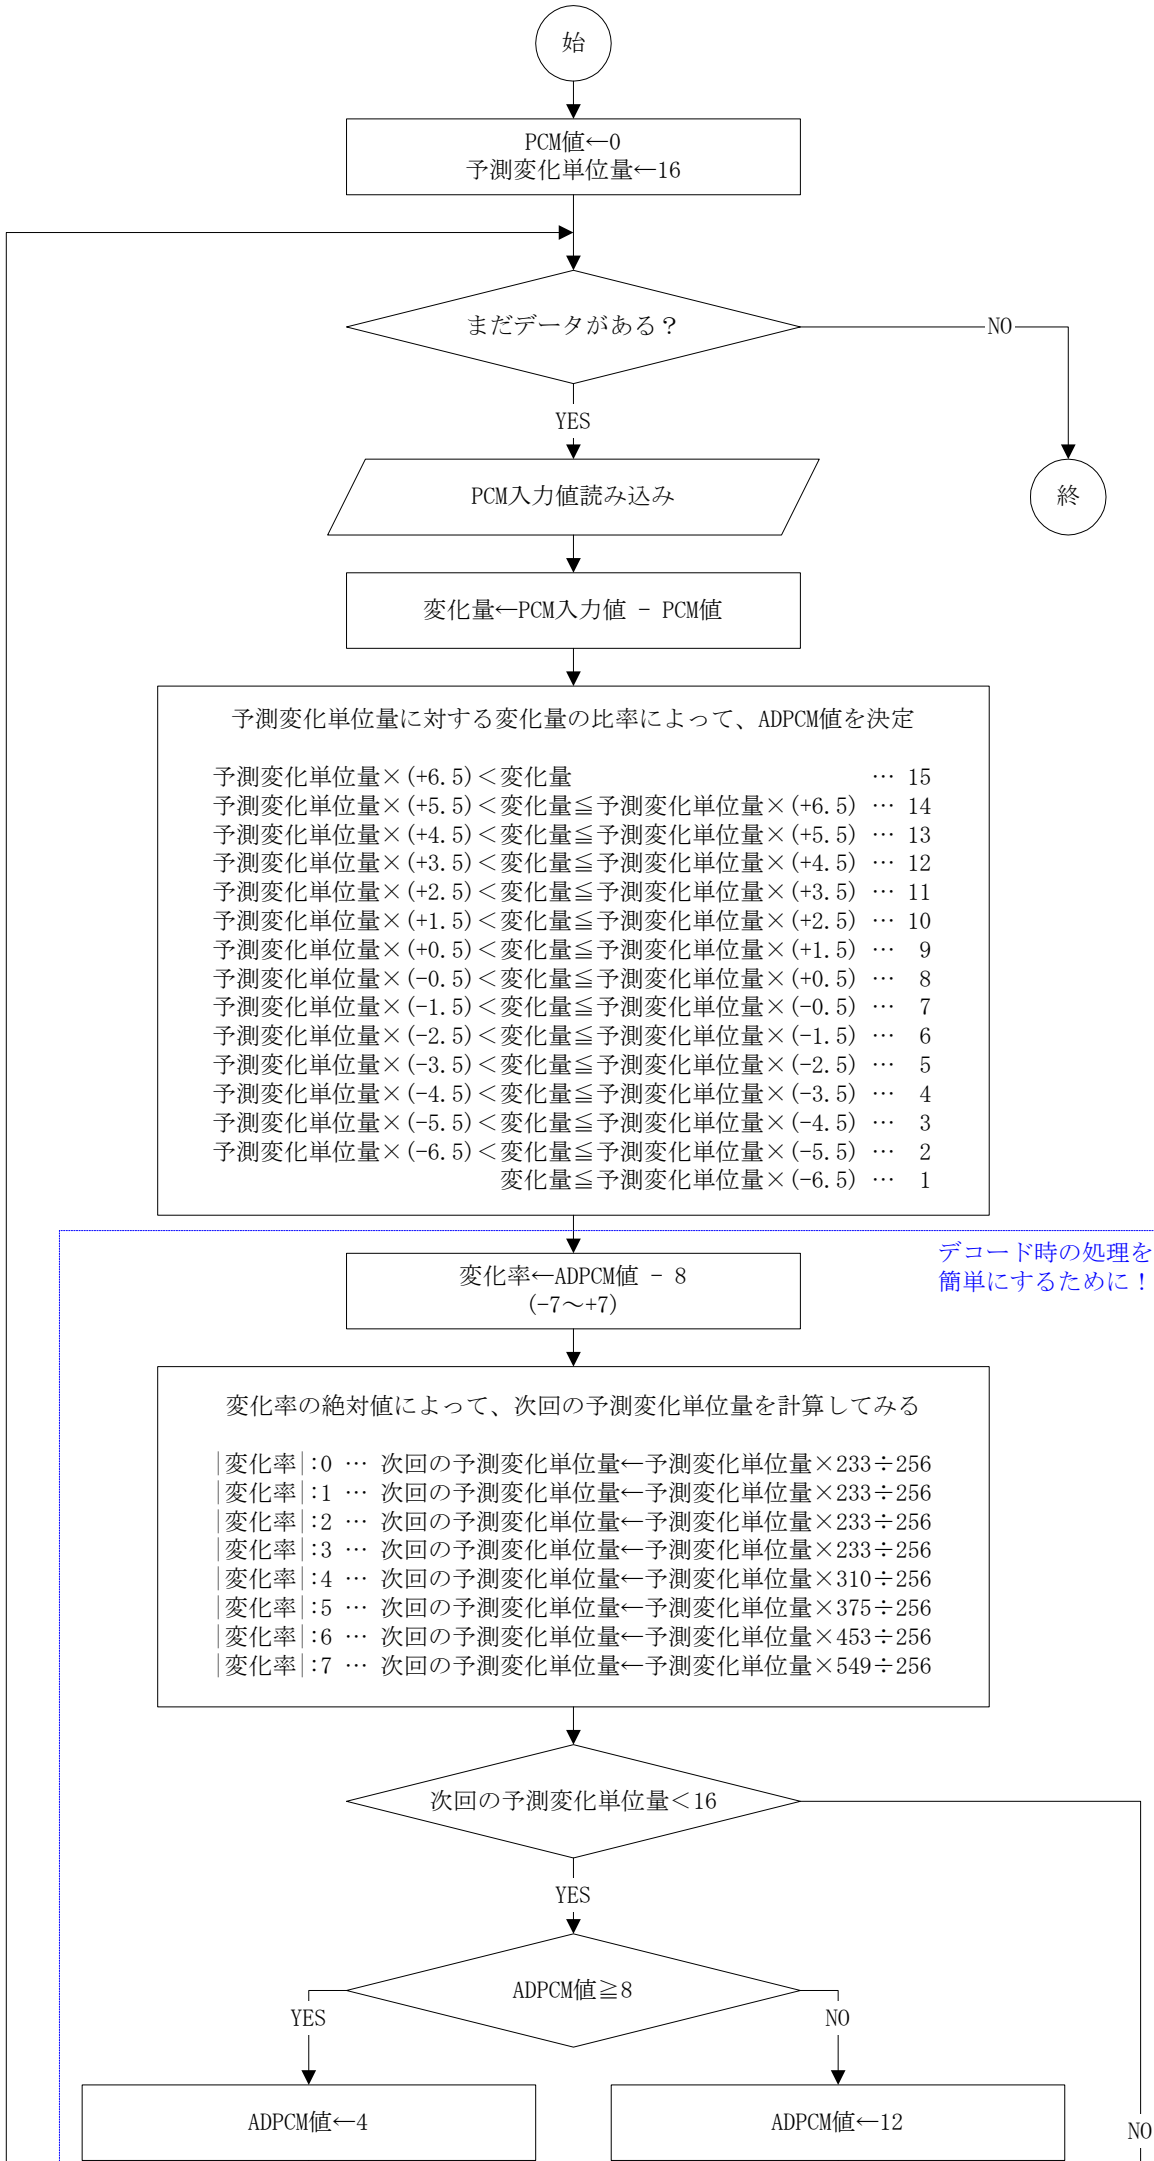 始
PCM値←0
予測変化単位量←16
まだデータがある？
NO
YES
PCM入力値読み込み
終
変化量←PCM入力値 - PCM値
予測変化単位量に対する変化量の比率によって、ADPCM値を決定
予測変化単位量×(+6.5)＜変化量 … 15
予測変化単位量×(+5.5)＜変化量≦予測変化単位量×(+6.5) … 14
予測変化単位量×(+4.5)＜変化量≦予測変化単位量×(+5.5) … 13
予測変化単位量×(+3.5)＜変化量≦予測変化単位量×(+4.5) … 12
予測変化単位量×(+2.5)＜変化量≦予測変化単位量×(+3.5) … 11
予測変化単位量×(+1.5)＜変化量≦予測変化単位量×(+2.5) … 10
予測変化単位量×(+0.5)＜変化量≦予測変化単位量×(+1.5) … 9
予測変化単位量×(-0.5)＜変化量≦予測変化単位量×(+0.5) … 8
予測変化単位量×(-1.5)＜変化量≦予測変化単位量×(-0.5) … 7
予測変化単位量×(-2.5)＜変化量≦予測変化単位量×(-1.5) … 6
予測変化単位量×(-3.5)＜変化量≦予測変化単位量×(-2.5) … 5
予測変化単位量×(-4.5)＜変化量≦予測変化単位量×(-3.5) … 4
予測変化単位量×(-5.5)＜変化量≦予測変化単位量×(-4.5) … 3
予測変化単位量×(-6.5)＜変化量≦予測変化単位量×(-5.5) … 2
変化量≦予測変化単位量×(-6.5) … 1
デコード時の処理を
簡単にするために！
変化率←ADPCM値 - 8
(-7～+7)
変化率の絶対値によって、次回の予測変化単位量を計算してみる
|変化率|:0 … 次回の予測変化単位量←予測変化単位量×233÷256
|変化率|:1 … 次回の予測変化単位量←予測変化単位量×233÷256
|変化率|:2 … 次回の予測変化単位量←予測変化単位量×233÷256
|変化率|:3 … 次回の予測変化単位量←予測変化単位量×233÷256
|変化率|:4 … 次回の予測変化単位量←予測変化単位量×310÷256
|変化率|:5 … 次回の予測変化単位量←予測変化単位量×375÷256
|変化率|:6 … 次回の予測変化単位量←予測変化単位量×453÷256
|変化率|:7 … 次回の予測変化単位量←予測変化単位量×549÷256
次回の予測変化単位量＜16
YES
ADPCM値≧8
YES
NO
ADPCM値←4
ADPCM値←12
NO